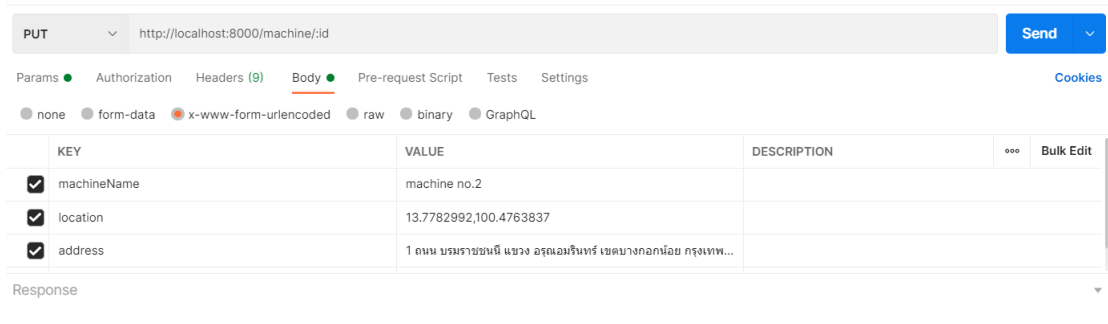 PUT http://localhost:8000/machine/:id Send
Params Authorization Headers (9) Body Pre-request Script Tests Settings Cookies
none form-data x-www-form-urlencoded raw binary GraphQL
KEY VALUE DESCRIPTION ooo Bulk Edit
machineName machine no.2
location 13.7782992,100.4763837
address 1 ถนน บรมราชชนนี แขวง อรุณอมรินทร์ เขตบางกอกน้อย กรุงเทพ...
Response